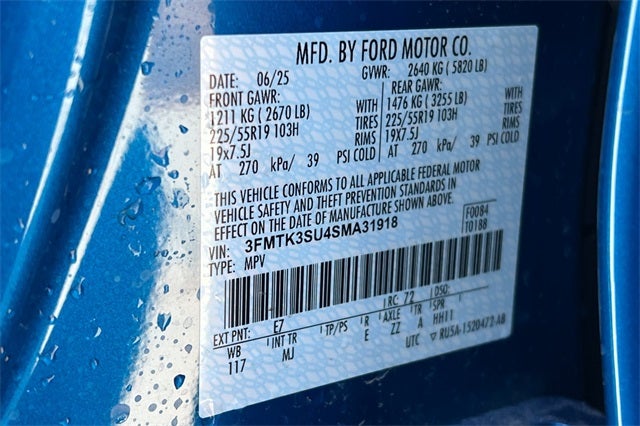 MFD. BY FORD MOTOR CO.
DATE: 06/25 GVWR: 2640 KG ( 5820 LB)
FRONT GAWR: REAR GAWR:
1211 KG ( 2670 LB) WITH 1476 KG ( 3255 LB) WITH
225/55R19 103H TIRES 225/55R19 103H TIRES
19x7.5J RIMS 19x7.5J RIMS
AT 270 kPa/ 39 PSI COLD AT 270 kPa/ 39 PSI COLD
THIS VEHICLE CONFORMS TO ALL APPLICABLE FEDERAL MOTOR
VEHICLE SAFETY AND THEFT PREVENTION STANDARDS IN
EFFECT ON THE DATE OF MANUFACTURE SHOWN ABOVE.
VIN: 3FMTK3SU4SMA31918 F0084
TYPE: MPV T0188
EXT PNT: E7 RC: 72 DSO:
WB INT TR TP/PS R AXLE TR SPR
117 MJ E ZZ A HH11
UTC RU5A-1520472-AB